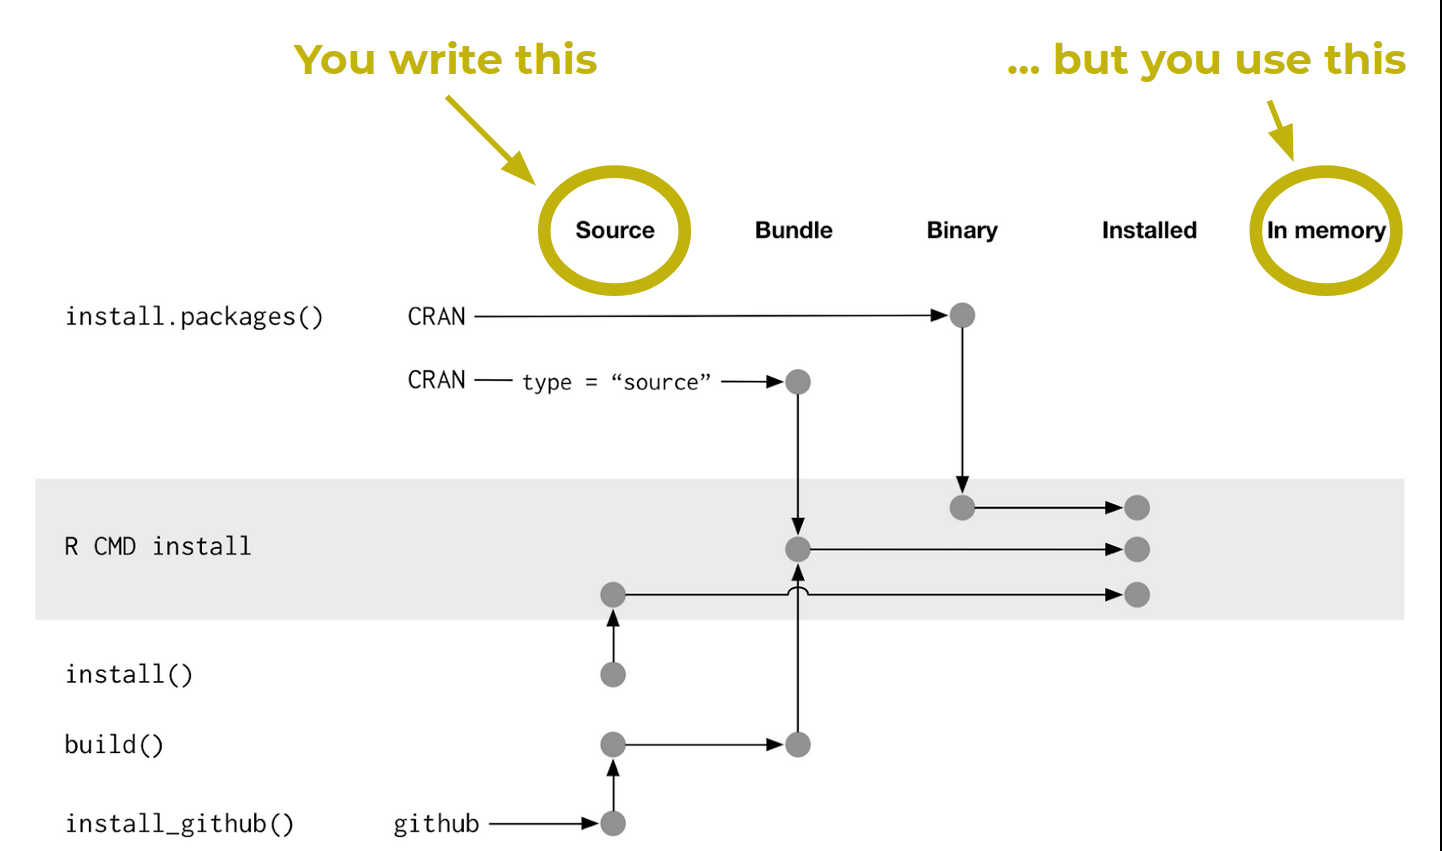 You write this
... but you use this
Source Bundle Binary Installed In memory
install.packages() CRAN
CRAN type = “source”
R CMD install
install()
build()
install_github() github